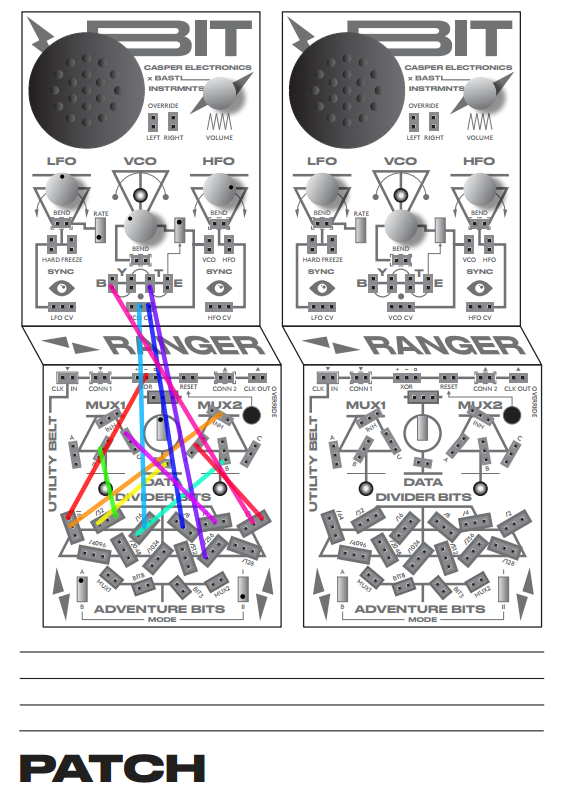 BIT
CASPER ELECTRONICS
x BASTL
INSTRMNTS
OVERRIDE
LEFT RIGHT
VOLUME
LFO VCO HFO
BEND RATE BEND
VCO HFO
HARD FREEZE BEND
SYNC SYNC
B Y T E
LFO CV VCO CV HFO CV
RANGER
CLK IN CONN 1 XOR RESET CONN 2 CLK OUT OVERRIDE
UTILITY BELT
MUX1 MUX2
INH INH
A B C A B C
DATA
DIVIDER BITS
/64 /32 /16 /8 /4 /2
/4096 /2048 /1024 /512 /256 /128
MUX1 BIT8 BIT3 MUX2
A B I II
ADVENTURE BITS
MODE
BIT
CASPER ELECTRONICS
x BASTL
INSTRMNTS
OVERRIDE
LEFT RIGHT
VOLUME
LFO VCO HFO
BEND RATE BEND
VCO HFO
HARD FREEZE BEND
SYNC SYNC
B Y T E
LFO CV VCO CV HFO CV
RANGER
CLK IN CONN 1 XOR RESET CONN 2 CLK OUT OVERRIDE
UTILITY BELT
MUX1 MUX2
INH INH
A B C A B C
DATA
DIVIDER BITS
/64 /32 /16 /8 /4 /2
/4096 /2048 /1024 /512 /256 /128
MUX1 BIT8 BIT3 MUX2
A B I II
ADVENTURE BITS
MODE
PATCH